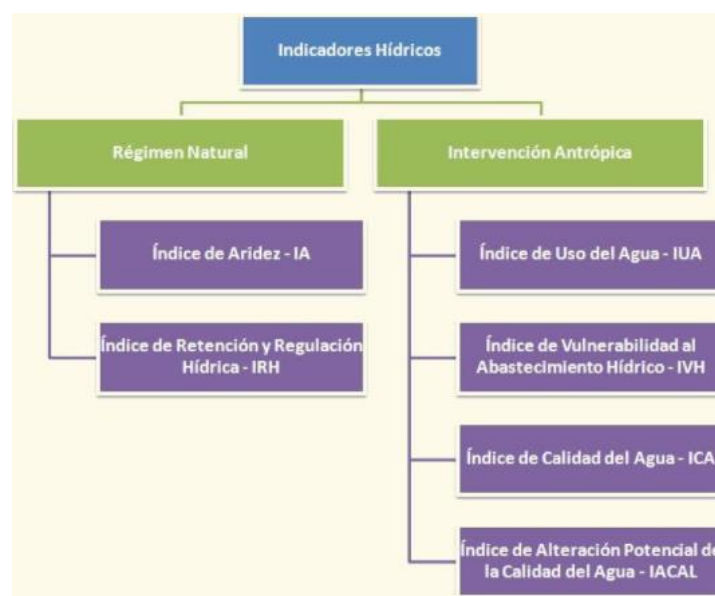 Indicadores Hídricos
Régimen Natural
Intervención Antrópica
Índice de Aridez - IA
Índice de Retención y Regulación
Hídrica - IRH
Índice de Uso del Agua - IUA
Índice de Vulnerabilidad al
Abastecimiento Hídrico - IVH
Índice de Calidad del Agua - ICA
Índice de Alteración Potencial de
la Calidad del Agua - IACAL